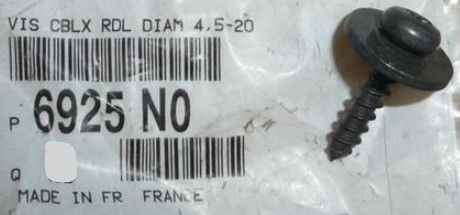 VIS CBLX RDL DIAM 4,5-20
P 6925 N0
Q
MADE IN FR FRANCE